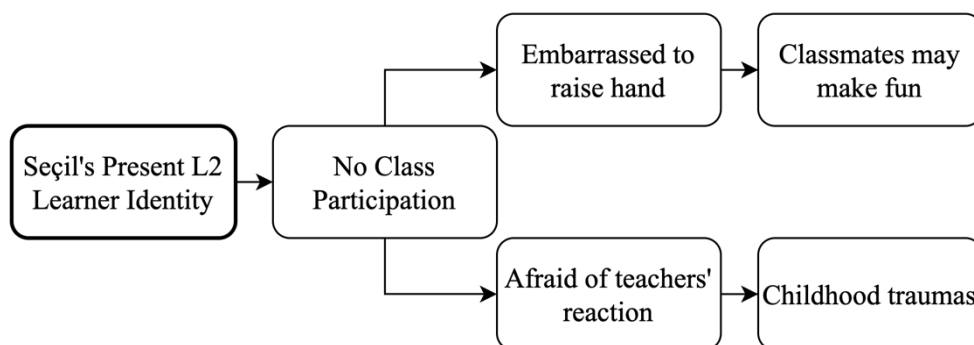 Seçil's Present L2
Learner Identity
No Class
Participation
Embarrassed to
raise hand
Classmates may
make fun
Afraid of teachers'
reaction
Childhood traumas